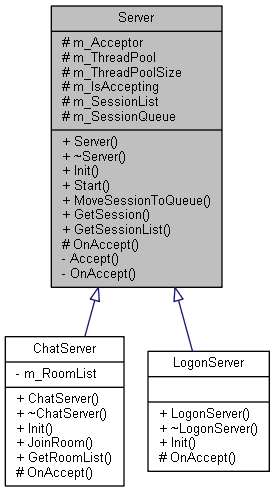 Server
# m_Acceptor
# m_ThreadPool
# m_ThreadPoolSize
# m_IsAccepting
# m_SessionList
# m_SessionQueue
+ Server()
+ ~Server()
+ Init()
+ Start()
+ MoveSessionToQueue()
+ GetSession()
+ GetSessionList()
# OnAccept()
- Accept()
- OnAccept()
ChatServer
- m_RoomList
+ ChatServer()
+ ~ChatServer()
+ Init()
+ JoinRoom()
+ GetRoomList()
# OnAccept()
LogonServer
+ LogonServer()
+ ~LogonServer()
+ Init()
# OnAccept()